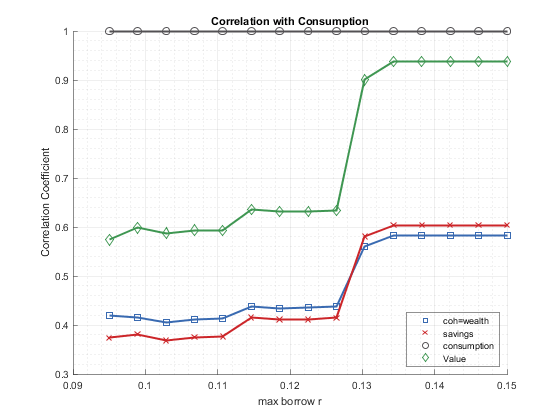 Correlation with Consumption
1
0.9
0.8
0.7
0.6
0.5
0.4
0.3
Correlation Coefficient
0.09
0.1
0.11
0.12
0.13
0.14
0.15
max borrow r
coh=wealth
savings
consumption
Value